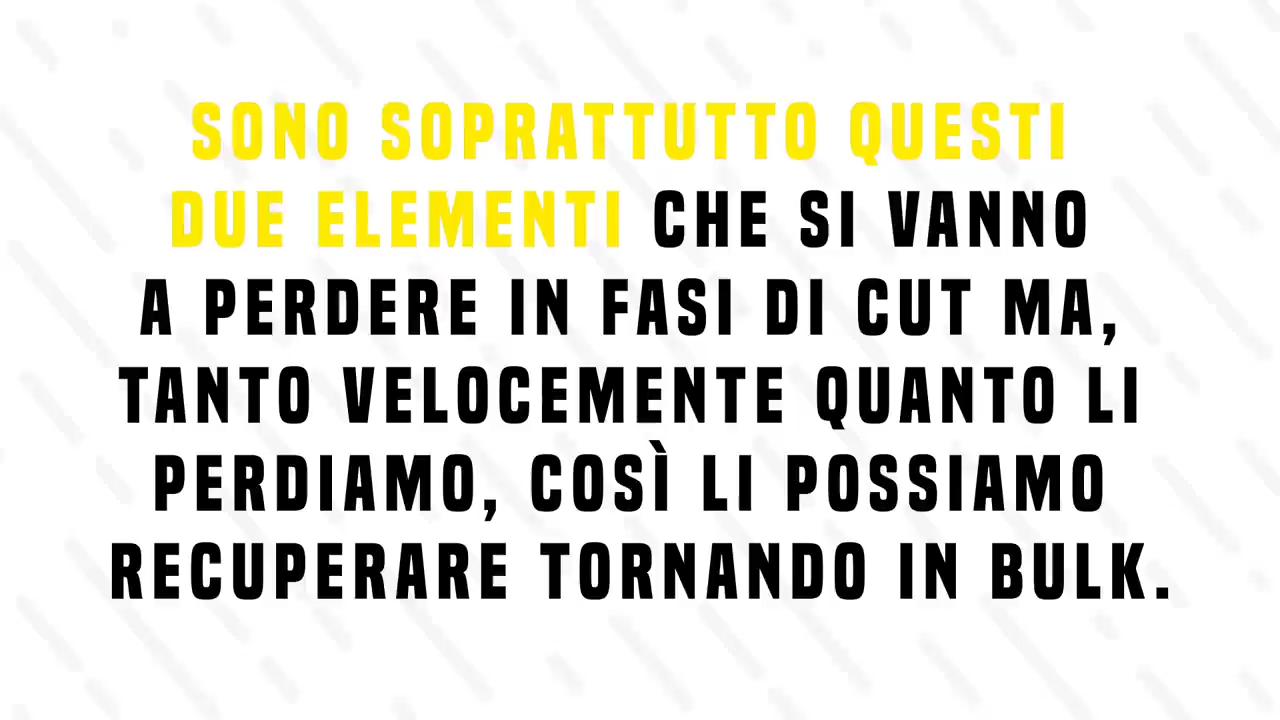 SONO SOPRATTUTTO QUESTI
DUE ELEMENTI CHE SI VANNO
A PERDERE IN FASI DI CUT MA,
TANTO VELOCEMENTE QUANTO LI
PERDIAMO, COSÌ LI POSSIAMO
RECUPERARE TORNANDO IN BULK.